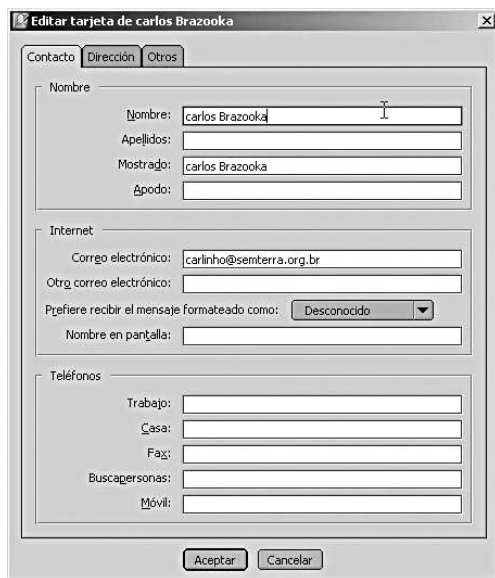 Editar tarjeta de carlos Brazooka
Contacto Dirección Otros
Nombre
Nombre: carlos Brazooka
Apellidos:
Mostrado: carlos Brazooka
Apodo:
Internet
Correo electrónico: carlinho@semterra.org.br
Otro correo electrónico:
Prefiere recibir el mensaje formateado como: Desconocido
Nombre en pantalla:
Teléfonos
Trabajo:
Casa:
Fax:
Buscapersonas:
Móvil:
Aceptar Cancelar